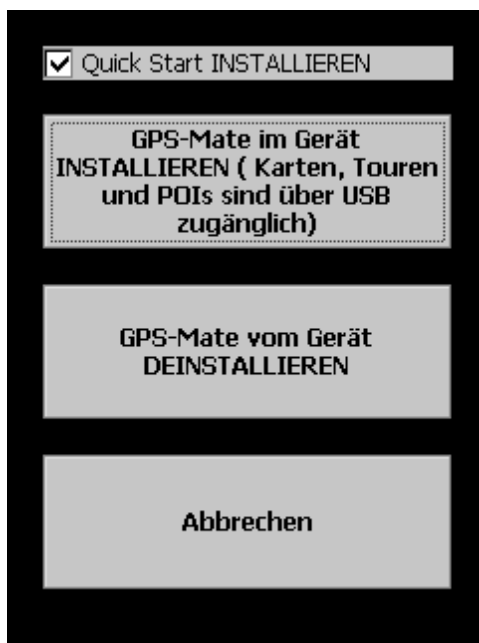 Quick Start INSTALLIEREN
GPS-Mate im Gerät
INSTALLIEREN ( Karten, Touren
und POIs sind über USB
zugänglich)
GPS-Mate vom Gerät
DEINSTALLIEREN
Abbrechen